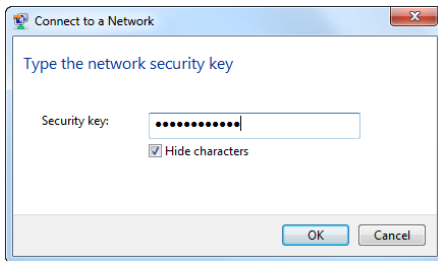 Connect to a Network
Type the network security key
Security key: ••••••••••••
Hide characters
OK Cancel